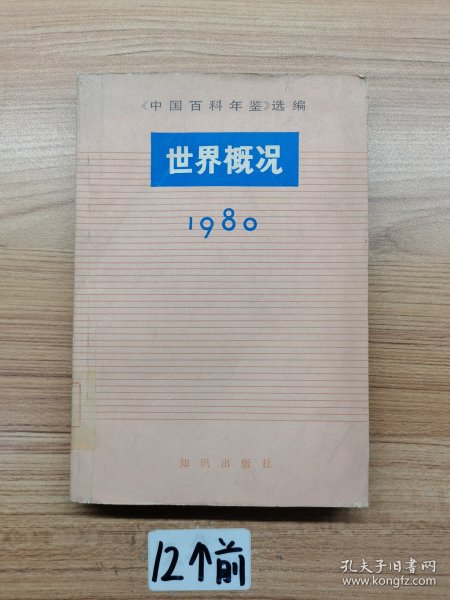 《中国百科年鉴》选编
世界概况
1980
知识出版社
12个前
孔夫子旧书网
www.kongfz.com